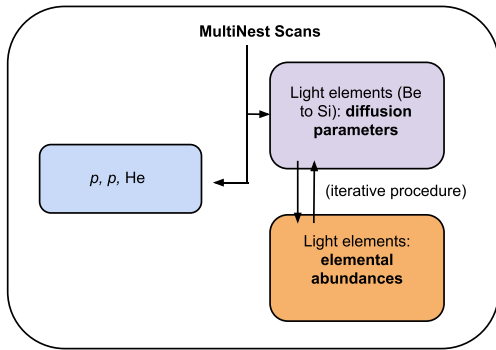 MultiNest Scans
Light elements (Be
to Si): diffusion
parameters
p, p, He
(iterative procedure)
Light elements:
elemental
abundances